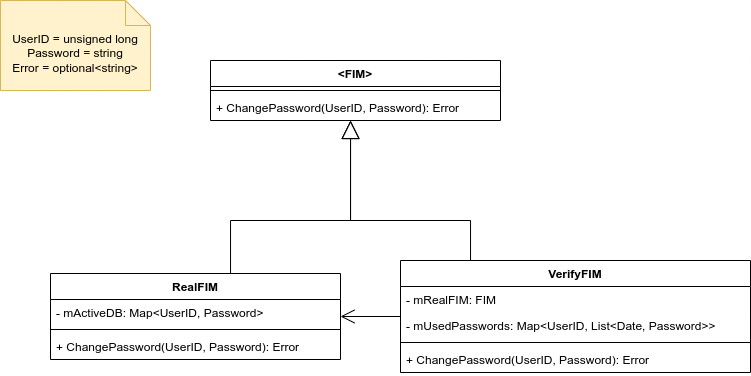 UserID = unsigned long
Password = string
Error = optional<string>
<FIM>
+ ChangePassword(UserID, Password): Error
RealFIM
- mActiveDB: Map<UserID, Password>
+ ChangePassword(UserID, Password): Error
VerifyFIM
- mRealFIM: FIM
- mUsedPasswords: Map<UserID, List<Date, Password>>
+ ChangePassword(UserID, Password): Error